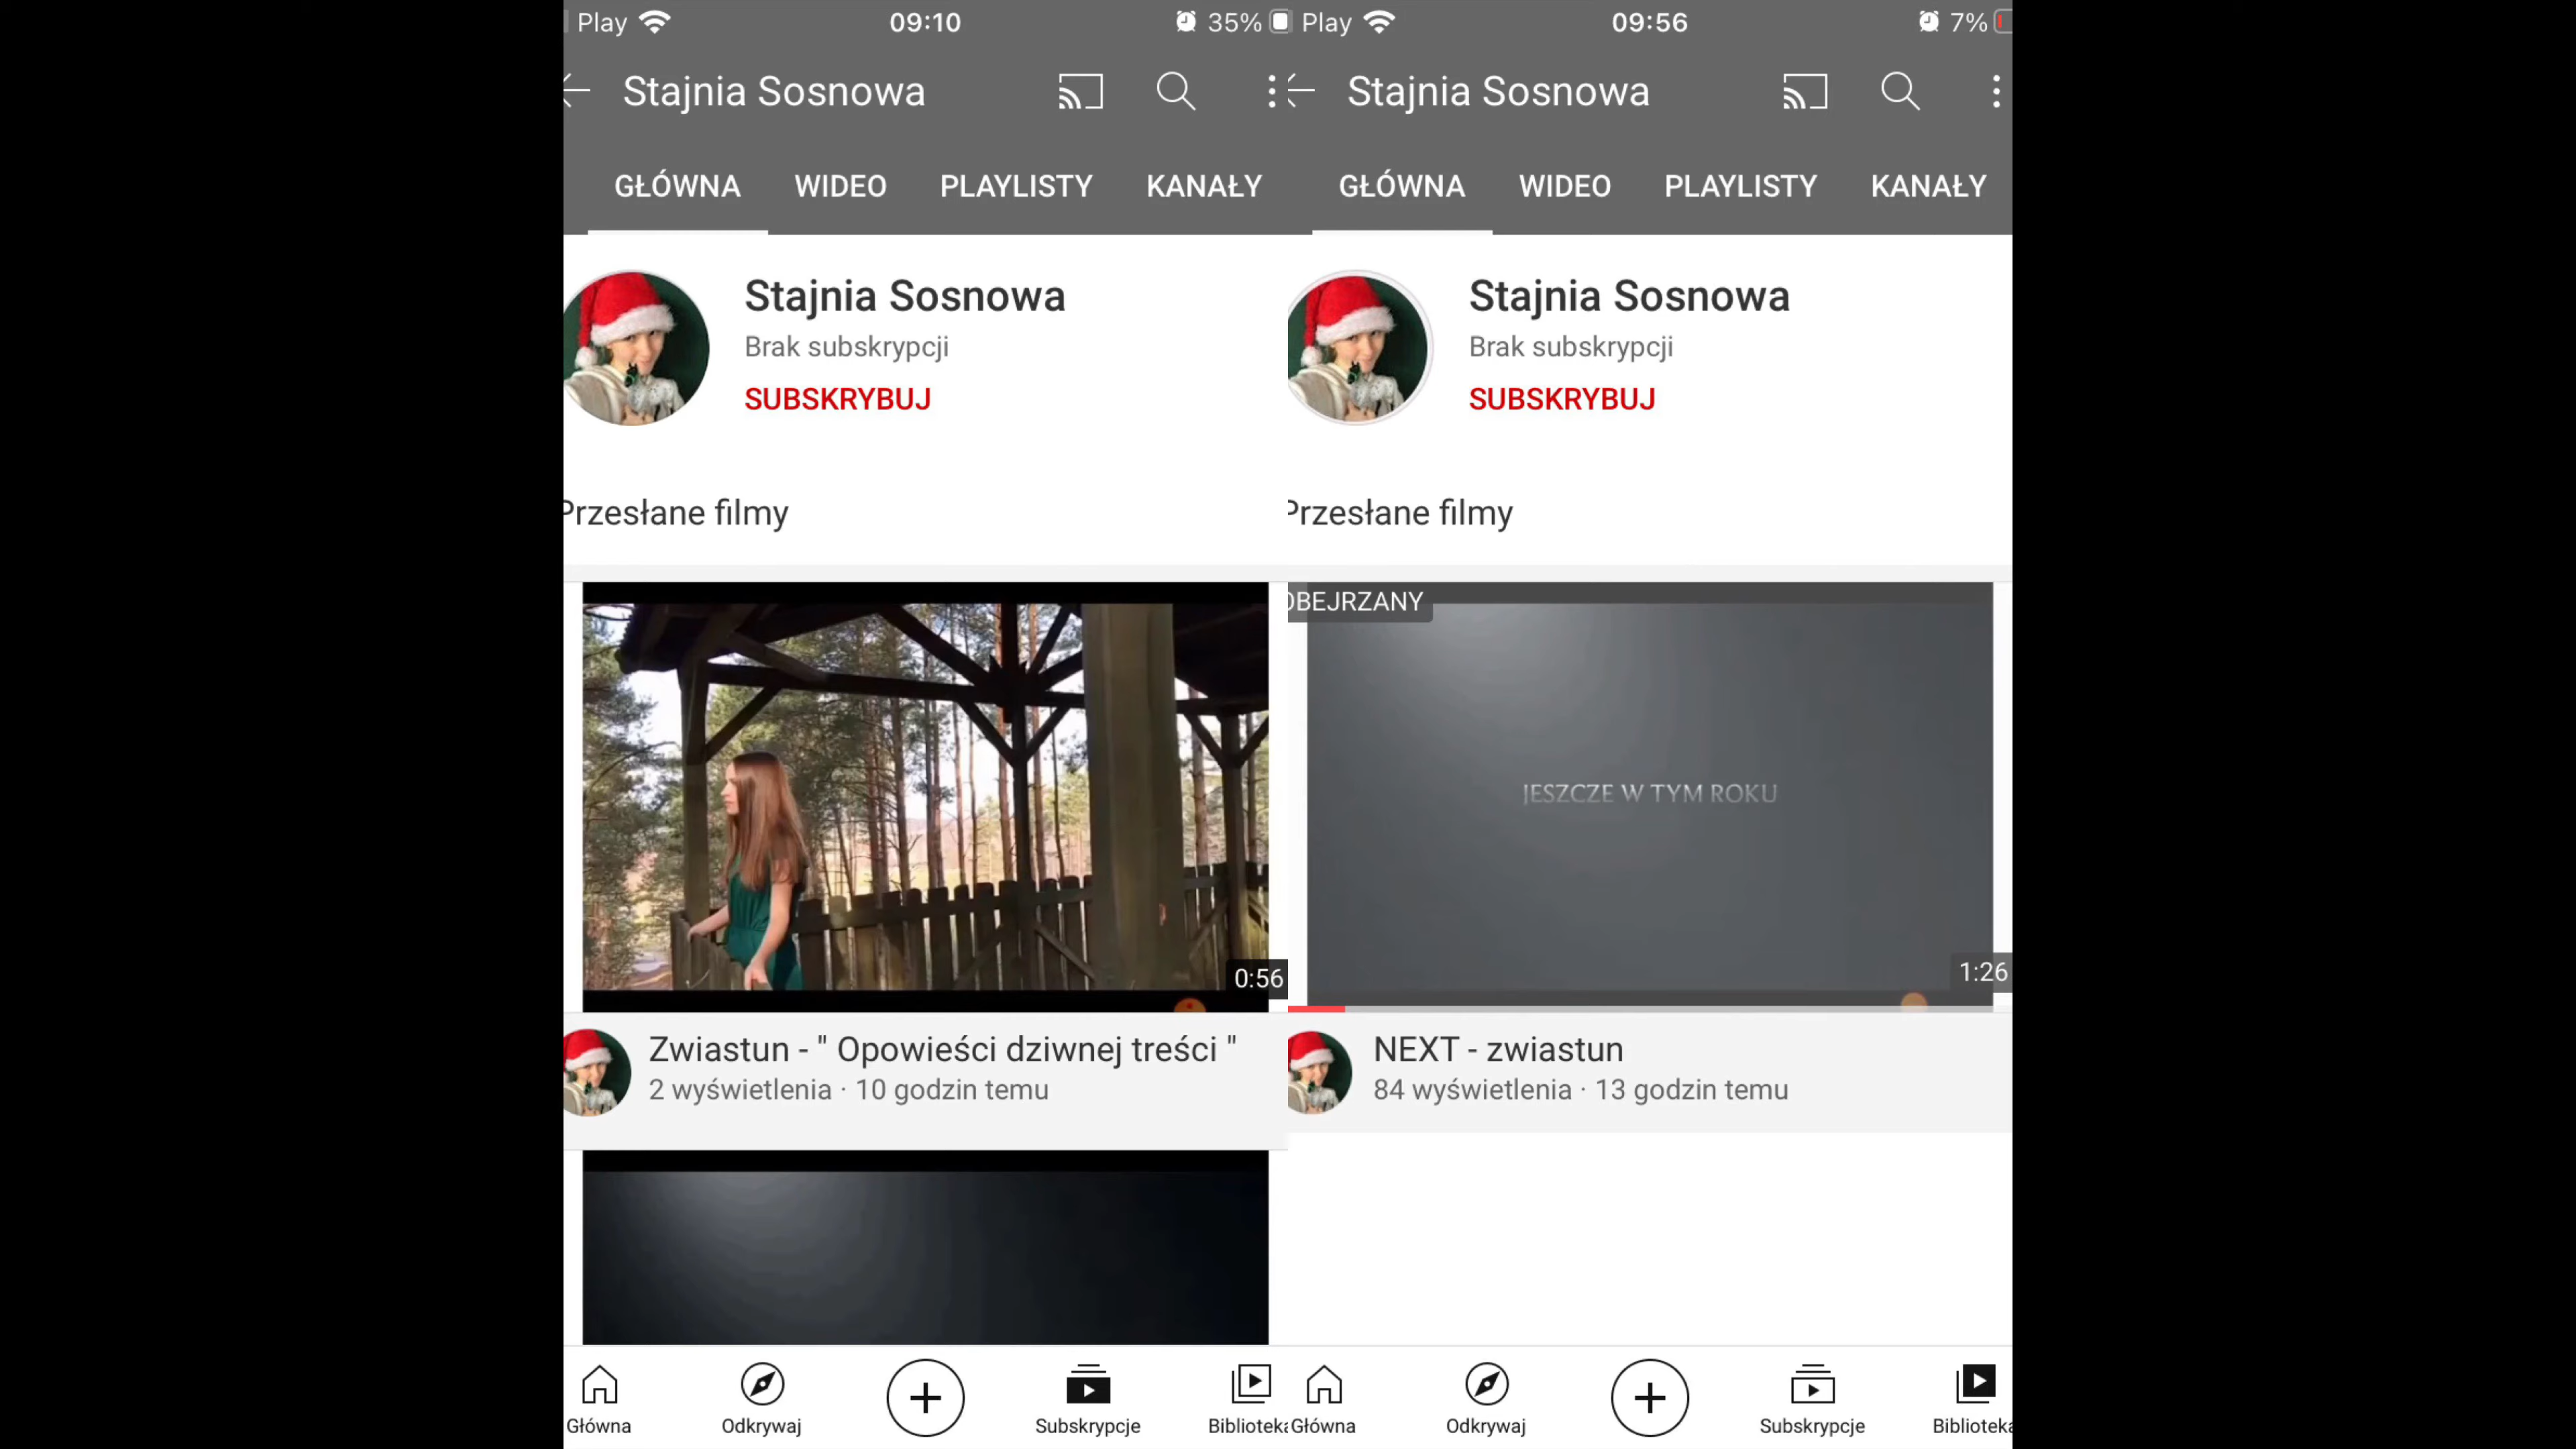 Play 09:10 35%
Stajnia Sosnowa
GŁÓWNA WIDEO PLAYLISTY KANAŁY
Stajnia Sosnowa
Brak subskrypcji
SUBSKRYBUJ
Przesłane filmy
0:56
Zwiastun - " Opowieści dziwnej treści "
2 wyświetlenia · 10 godzin temu
Główna Odkrywaj Subskrypcje Biblioteka
Play 09:56 7%
Stajnia Sosnowa
GŁÓWNA WIDEO PLAYLISTY KANAŁY
Stajnia Sosnowa
Brak subskrypcji
SUBSKRYBUJ
Przesłane filmy
OBEJRZANY
JESZCZE W TYM ROKU
1:26
NEXT - zwiastun
84 wyświetlenia · 13 godzin temu
Główna Odkrywaj Subskrypcje Biblioteka